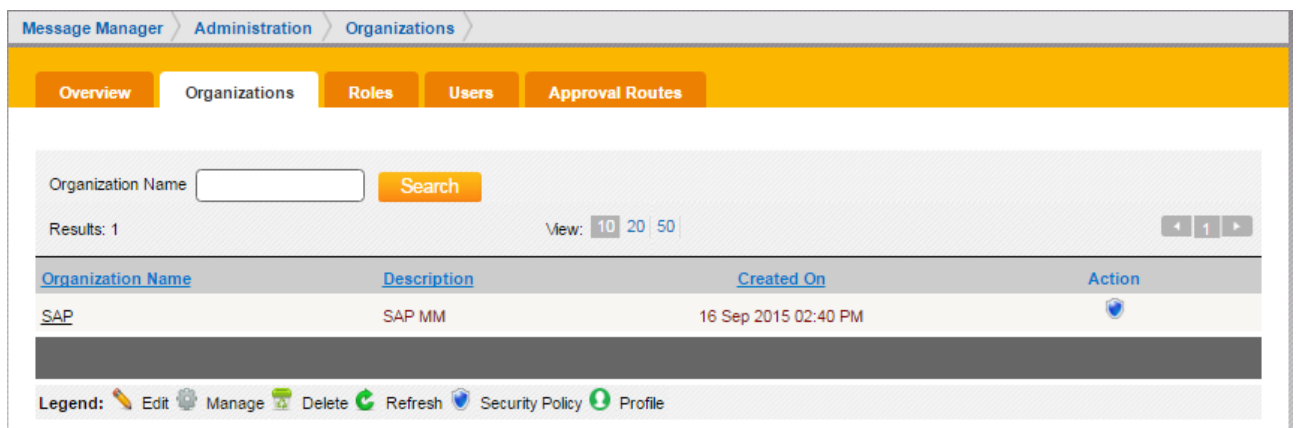 Message Manager Administration Organizations
Overview Organizations Roles Users Approval Routes
Organization Name Search
Results: 1 View: 10 20 50 1
Organization Name Description Created On Action
SAP SAP MM 16 Sep 2015 02:40 PM
Legend: Edit Manage Delete Refresh Security Policy Profile